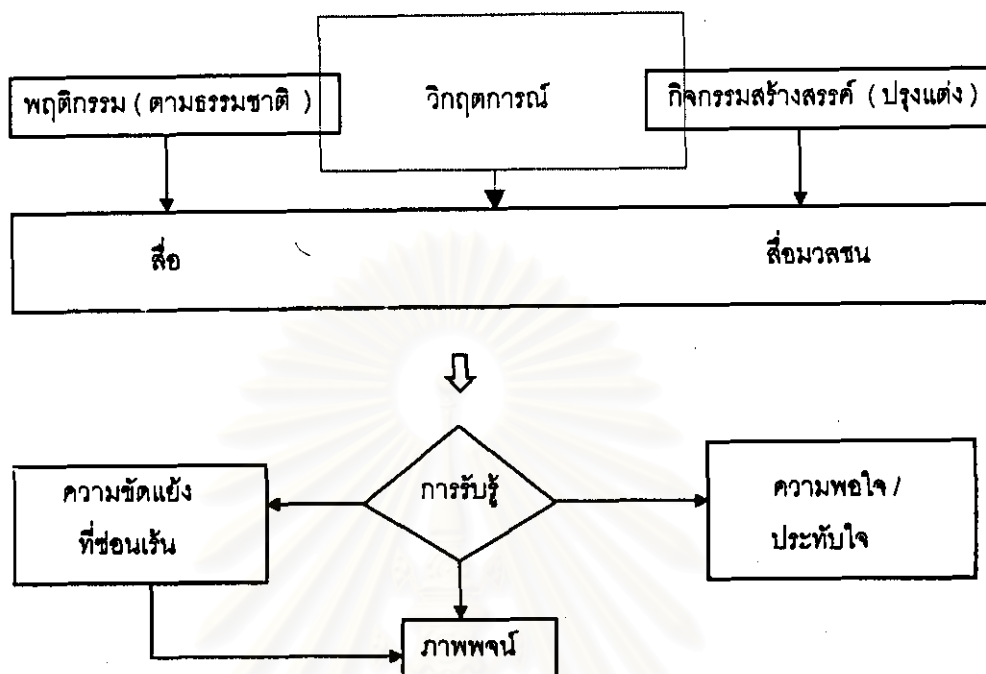 พฤติกรรม ( ตามธรรมชาติ )
วิกฤตการณ์
กิจกรรมสร้างสรรค์ ( ปรุงแต่ง )
สื่อ
สื่อมวลชน
การรับรู้
ความขัดแย้ง
ที่ซ่อนเร้น
ความพอใจ /
ประทับใจ
ภาพพจน์